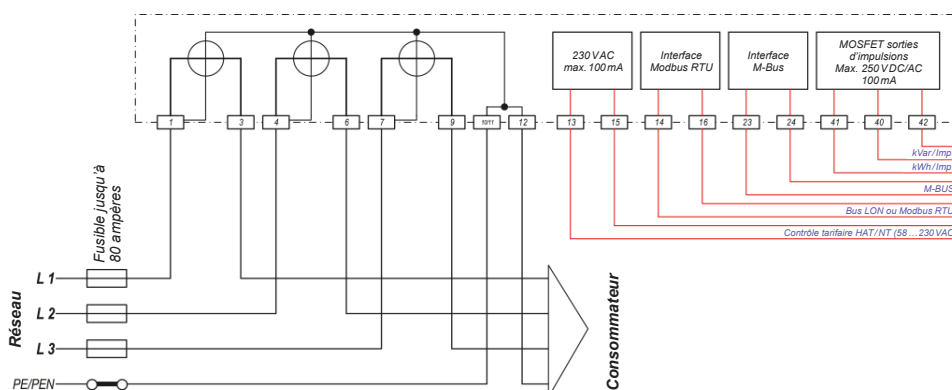 230 VAC
max. 100 mA
Interface
Modbus RTU
Interface
M-Bus
MOSFET sorties
d'impulsions
Max. 250 VDC/AC
100 mA
1
3
4
6
7
9
10/11
12
13
15
14
16
23
24
41
40
42
kVar/Imp
kWh/Imp
M-BUS
Bus LON ou Modbus RTU
Contrôle tarifaire HAT/NT (58...230 VAC
Fusible jusqu'à
80 ampères
Réseau
L 1
L 2
L 3
PE/PEN
Consommateur